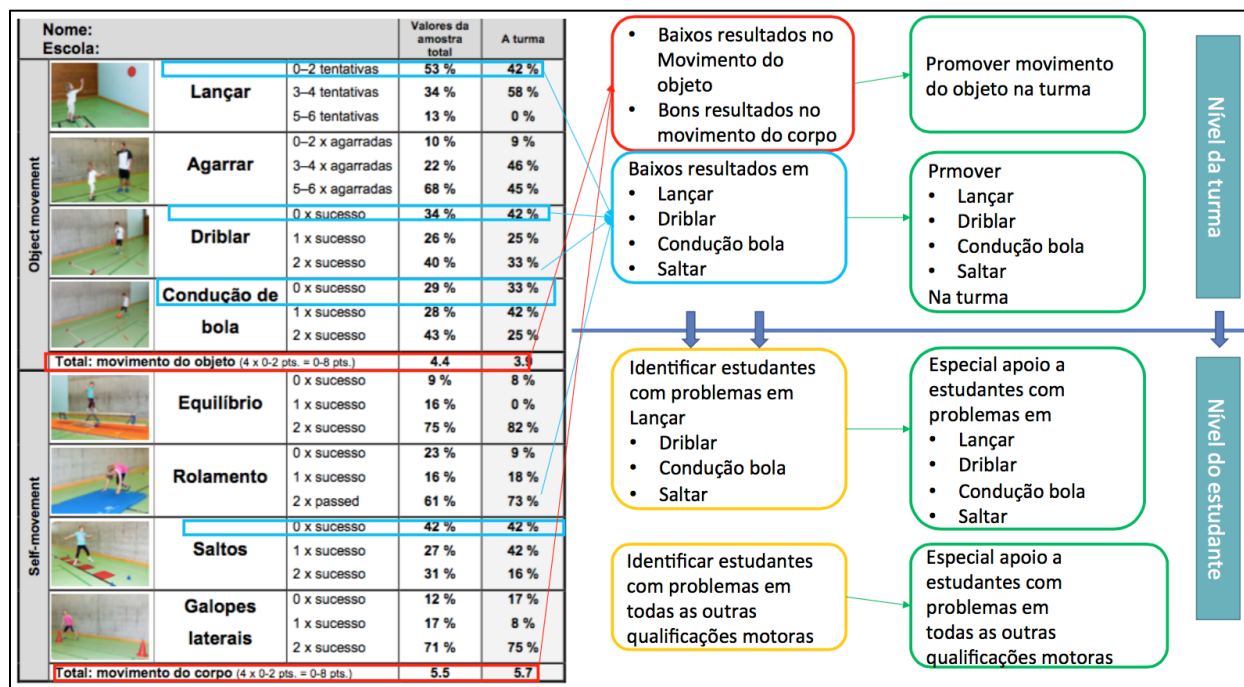 Nome:
Escola:
Valores da
amostra
total
A turma
Object movement
Lançar
0–2 tentativas 53 % 42 %
3–4 tentativas 34 % 58 %
5–6 tentativas 13 % 0 %
Agarrar
0–2 x agarradas 10 % 9 %
3–4 x agarradas 22 % 46 %
5–6 x agarradas 68 % 45 %
Driblar
0 x sucesso 34 % 42 %
1 x sucesso 26 % 25 %
2 x sucesso 40 % 33 %
Condução de
bola
0 x sucesso 29 % 33 %
1 x sucesso 28 % 42 %
2 x sucesso 43 % 25 %
Total: movimento do objeto (4 x 0-2 pts. = 0-8 pts.) 4.4 3.9
Self-movement
Equilíbrio
0 x sucesso 9 % 8 %
1 x sucesso 16 % 0 %
2 x sucesso 75 % 82 %
Rolamento
0 x sucesso 23 % 9 %
1 x sucesso 16 % 18 %
2 x passed 61 % 73 %
Saltos
0 x sucesso 42 % 42 %
1 x sucesso 27 % 42 %
2 x sucesso 31 % 16 %
Galopes
laterais
0 x sucesso 12 % 17 %
1 x sucesso 17 % 8 %
2 x sucesso 71 % 75 %
Total: movimento do corpo (4 x 0-2 pts. = 0-8 pts.) 5.5 5.7
• Baixos resultados no
Movimento do
objeto
• Bons resultados no
movimento do corpo
Promover movimento
do objeto na turma
Baixos resultados em
• Lançar
• Driblar
• Condução bola
• Saltar
Prmover
• Lançar
• Driblar
• Condução bola
• Saltar
Na turma
Nível da turma
Identificar estudantes
com problemas em
Lançar
• Driblar
• Condução bola
• Saltar
Especial apoio a
estudantes com
problemas em
• Lançar
• Driblar
• Condução bola
• Saltar
Identificar estudantes
com problemas em
todas as outras
qualificações motoras
Especial apoio a
estudantes com
problemas em
todas as outras
qualificações motoras
Nível do estudante